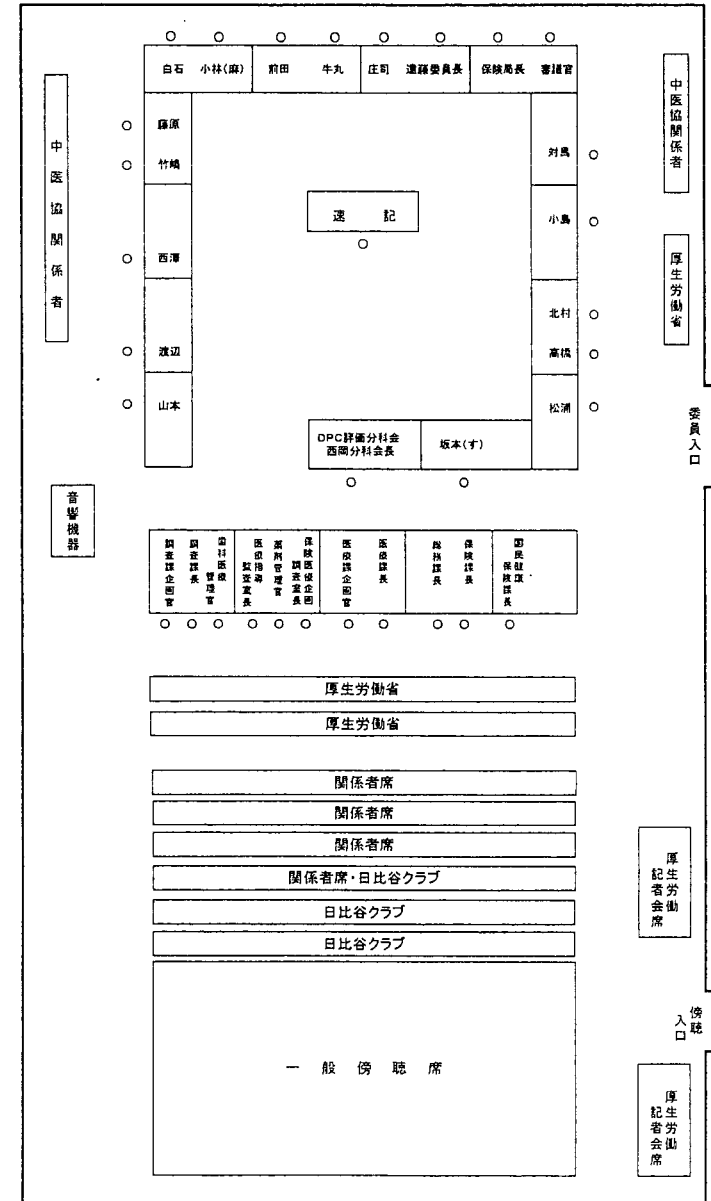 白石 小林(麻) 前田 牛丸 庄司 遠藤委員長 保険局長 審議官
中医協関係者
藤原
竹嶋
西澤
渡辺
山本
速 記
対馬
小島
北村
高橋
松浦
中医協関係者
厚生労働省
委員入口
DPC評価分科会
西岡分科会長
坂本(す)
音響機器
調査課企画官
調査課長
歯科医療管理官
医療指導監査室長
薬剤管理官
保険医療企画調査室長
医療課企画官
医療課長
総務課長
保険課長
国民健康保険課長
厚生労働省
厚生労働省
関係者席
関係者席
関係者席
関係者席・日比谷クラブ
日比谷クラブ
日比谷クラブ
厚生労働記者会席
傍聴入口
一 般 傍 聴 席
厚生労働記者会席